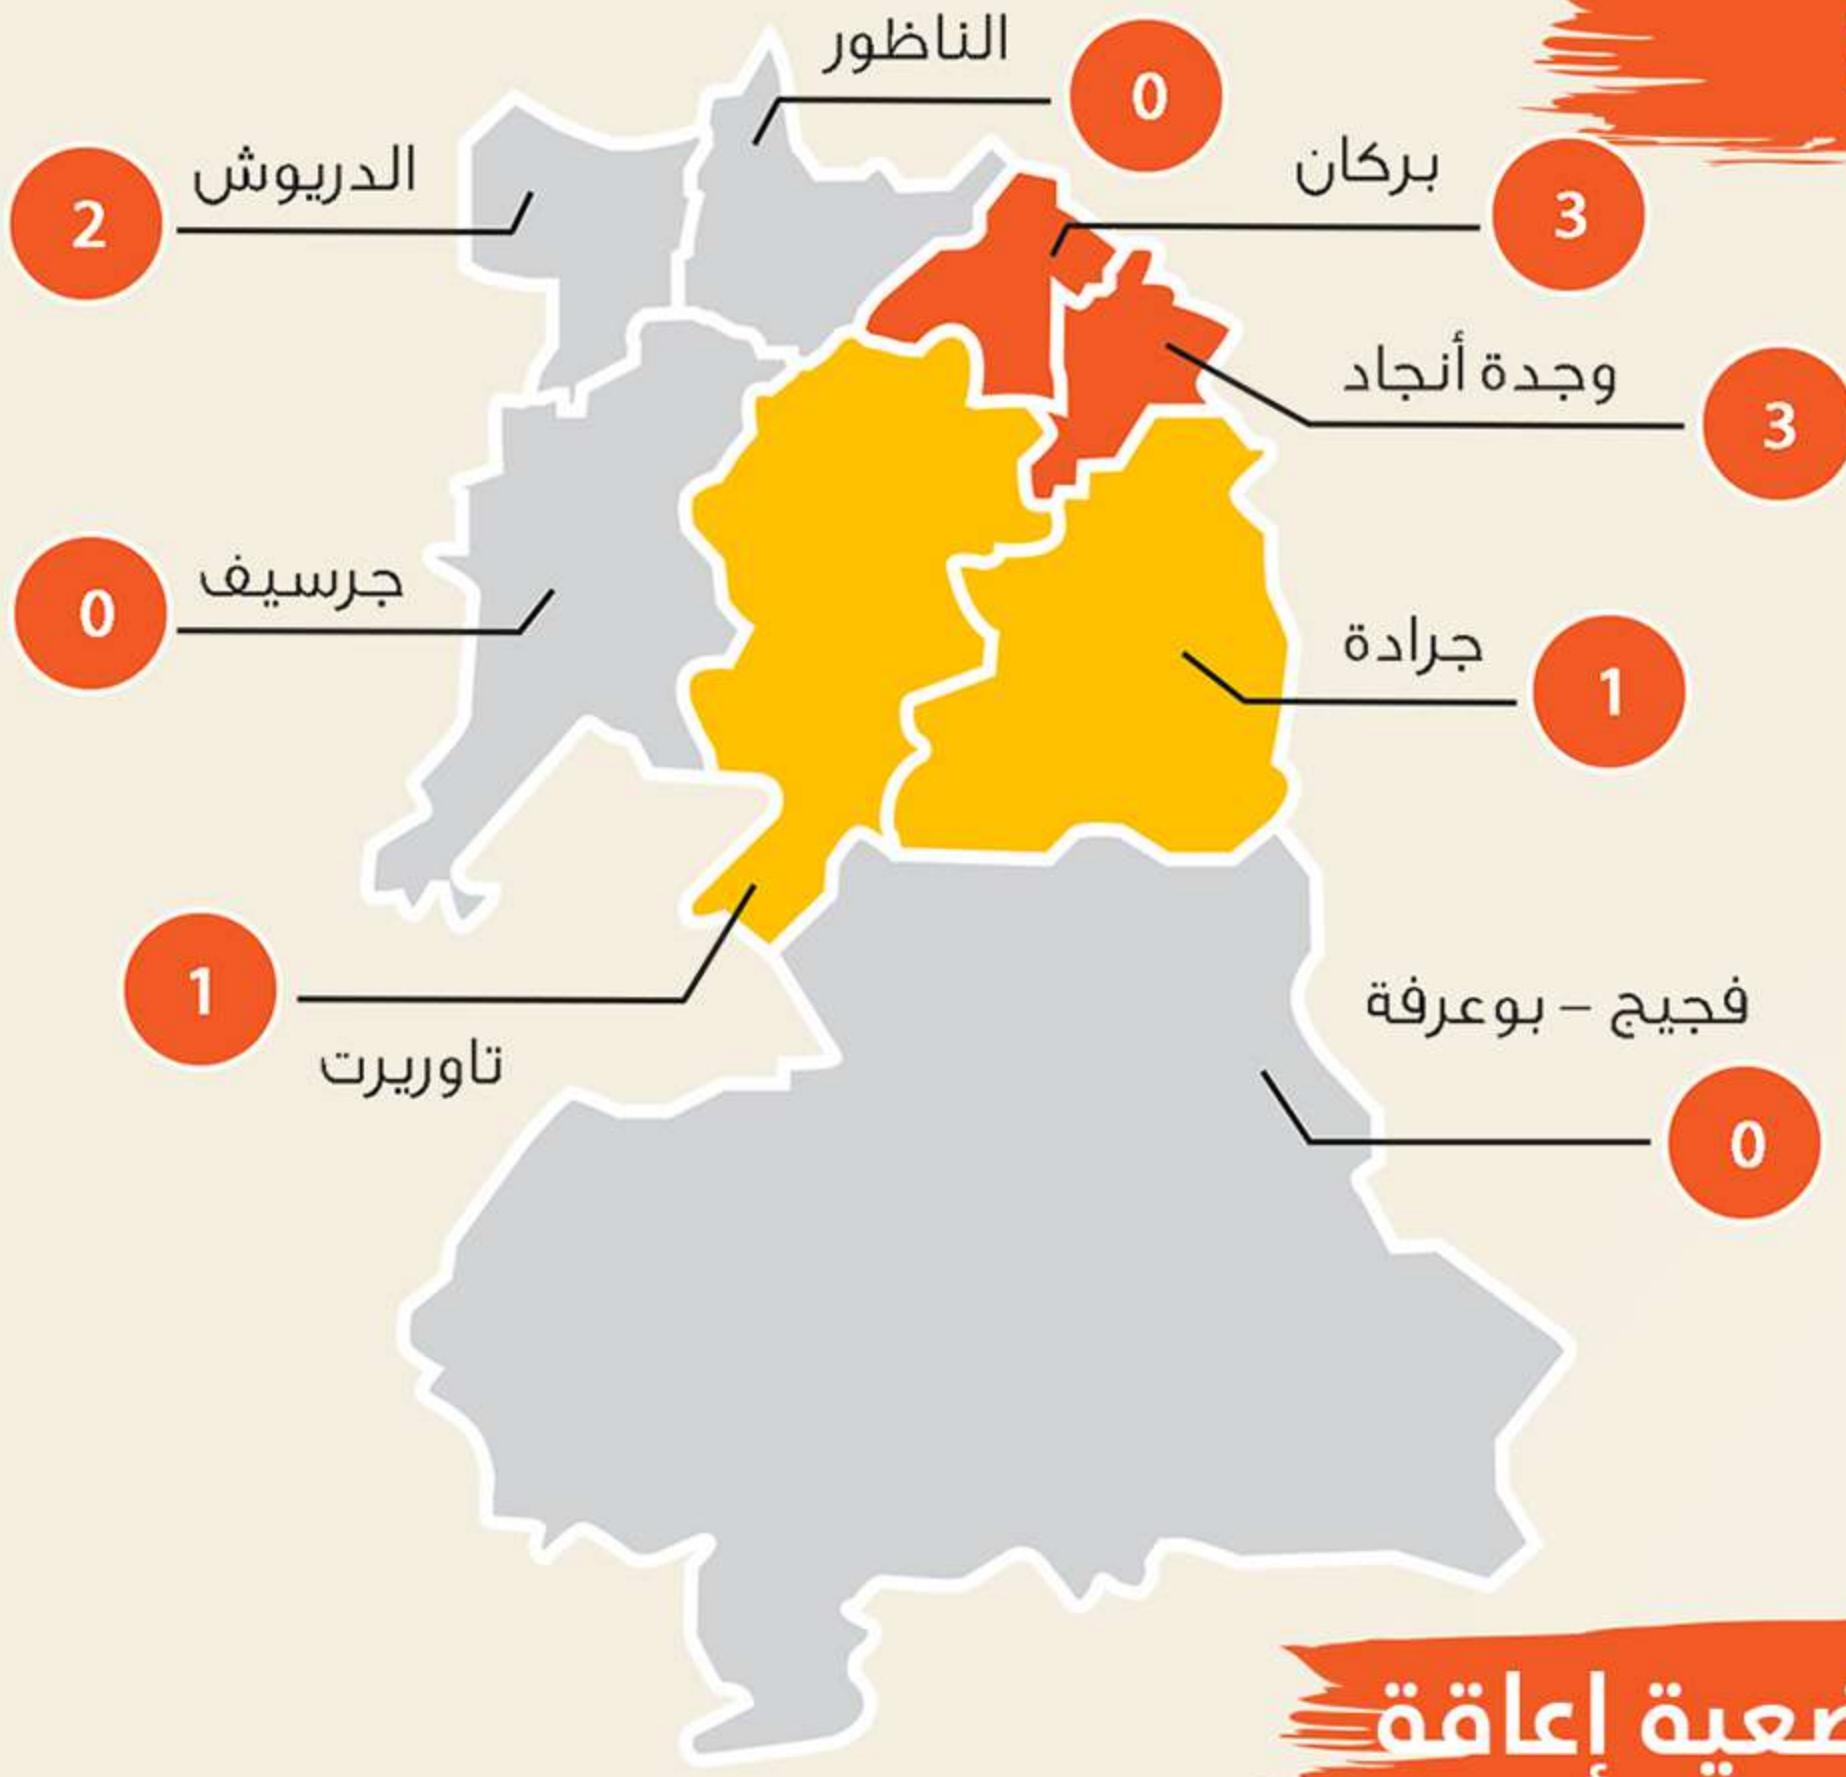 الناظور
0
بركان
3
الدريوش
2
وجدة أنجاد
3
جرسيف
0
جرادة
1
1
تاوريرت
فجيج – بوعرفة
0
إعاقة